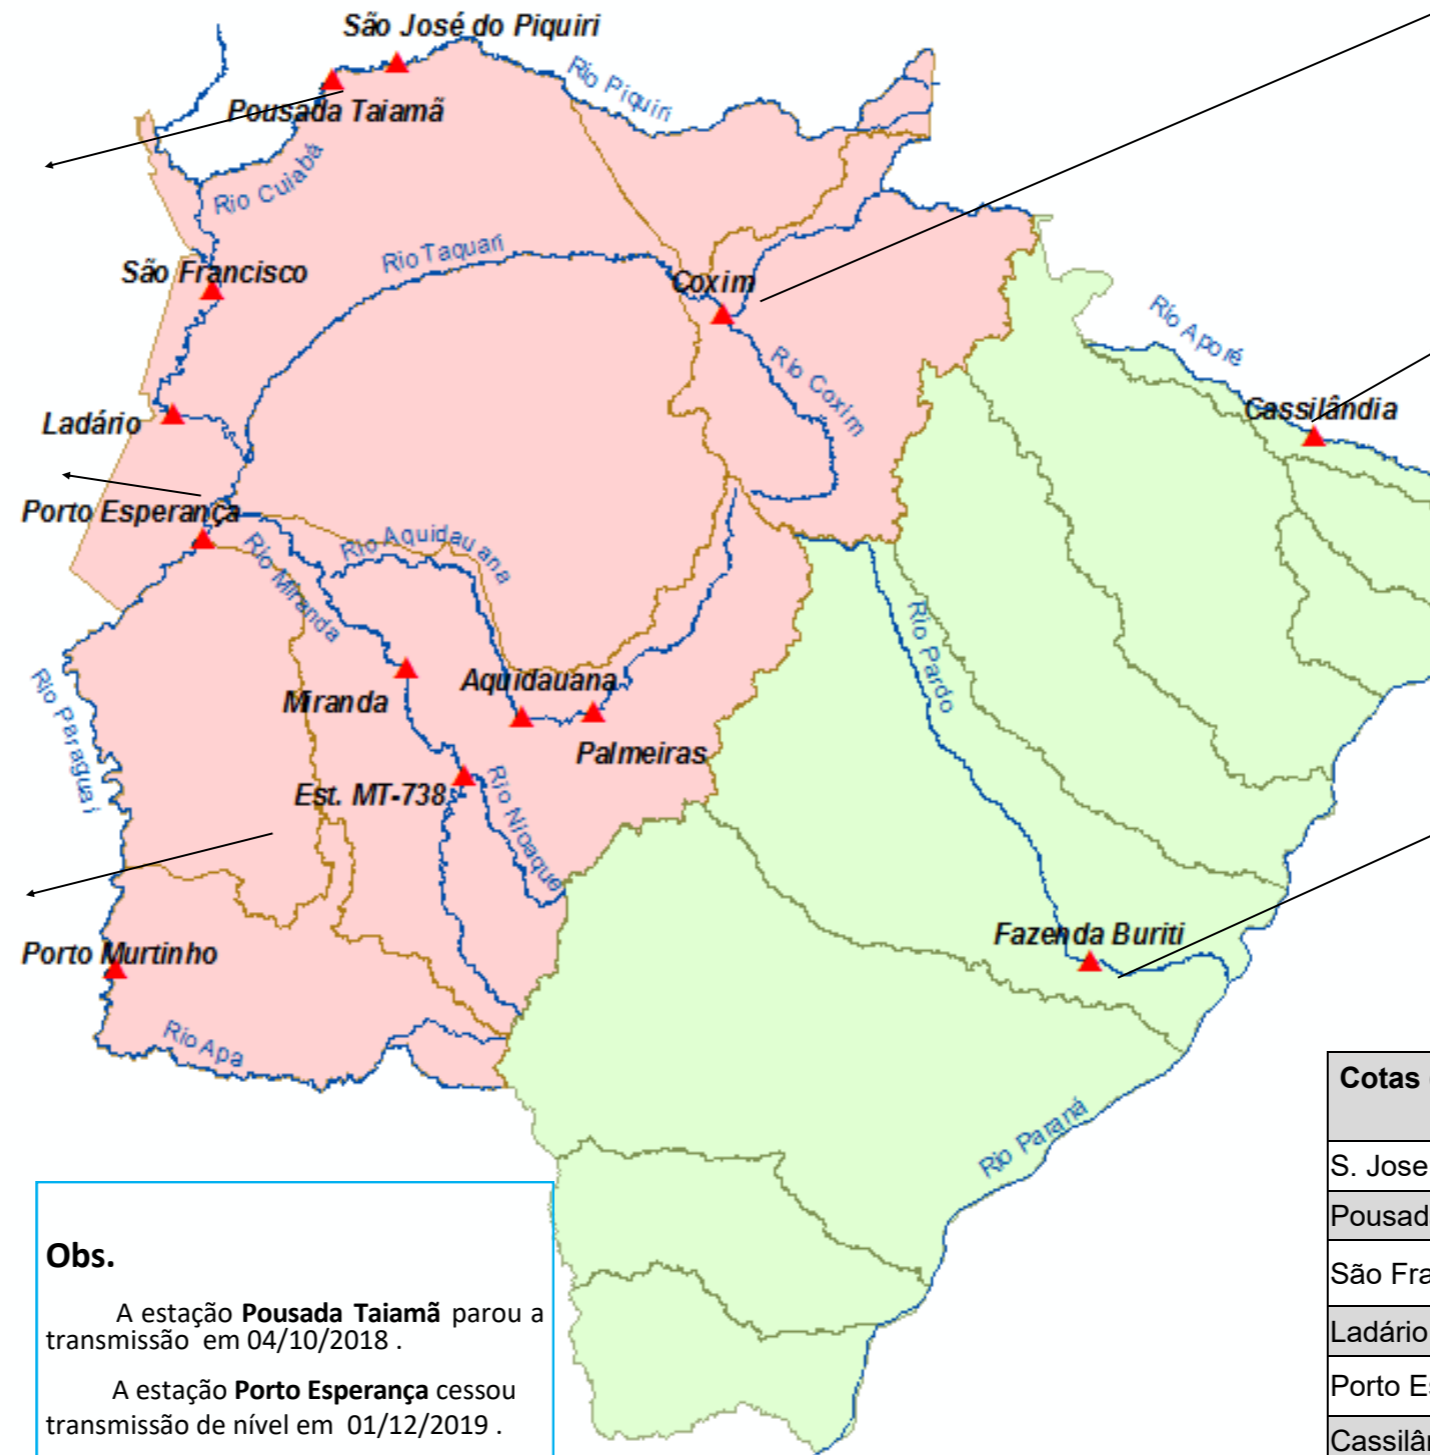 São José do Piquiri
Rio Piquiri
Pousada Taiamã
Rio Cuiabá
Rio Taquari
São Francisco
Coxim
Rio Aporé
Rio Coxim
Cassilândia
Ladário
Porto Esperança
Rio Aquidauana
Rio Miranda
Rio Pardo
Aquidauana
Rio Paraguai
Miranda
Palmeiras
Est. MT-738
Rio Nioaque
Fazenda Buriti
Porto Murtinho
Rio Apa
Rio Paraná
Cotas
S. Jose
Pousad
São Fra
Ladário
Porto Es
Cassilân
Obs.
A estação Pousada Taiamã parou a
transmissão em 04/10/2018 .
A estação Porto Esperança cessou
transmissão de nível em 01/12/2019 .